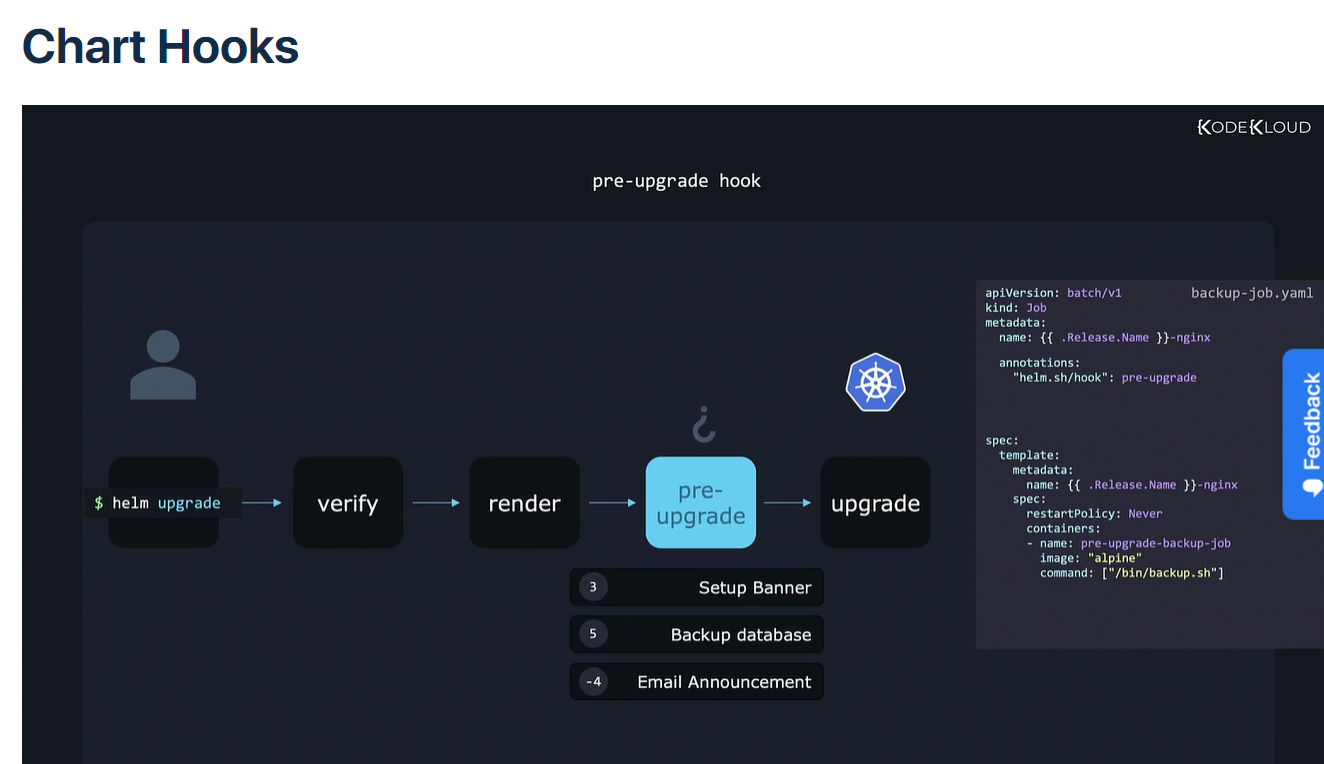 Chart Hooks
KODEKLOUD
pre-upgrade hook
$ helm upgrade
verify
render
pre-
upgrade
upgrade
3 Setup Banner
5 Backup database
-4 Email Announcement
backup-job.yaml
apiVersion: batch/v1
kind: Job
metadata:
  name: {{ .Release.Name }}-nginx
  annotations:
    "helm.sh/hook": pre-upgrade
spec:
  template:
    metadata:
      name: {{ .Release.Name }}-nginx
    spec:
      restartPolicy: Never
      containers:
      - name: pre-upgrade-backup-job
        image: "alpine"
        command: ["/bin/backup.sh"]
Feedback